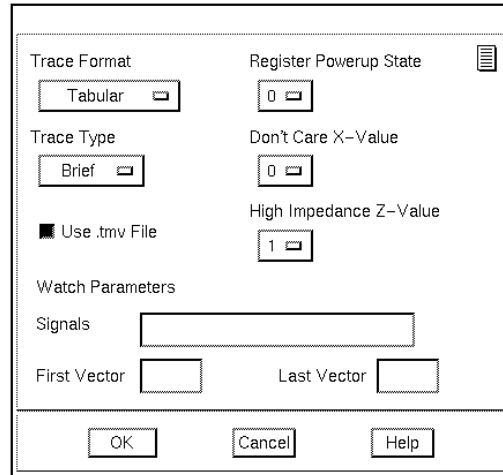 Trace Format
Register Powerup State
Tabular
0
Trace Type
Don't Care X-Value
Brief
0
High Impedance Z-Value
Use .tmv File
1
Watch Parameters
Signals
First Vector
Last Vector
OK
Cancel
Help